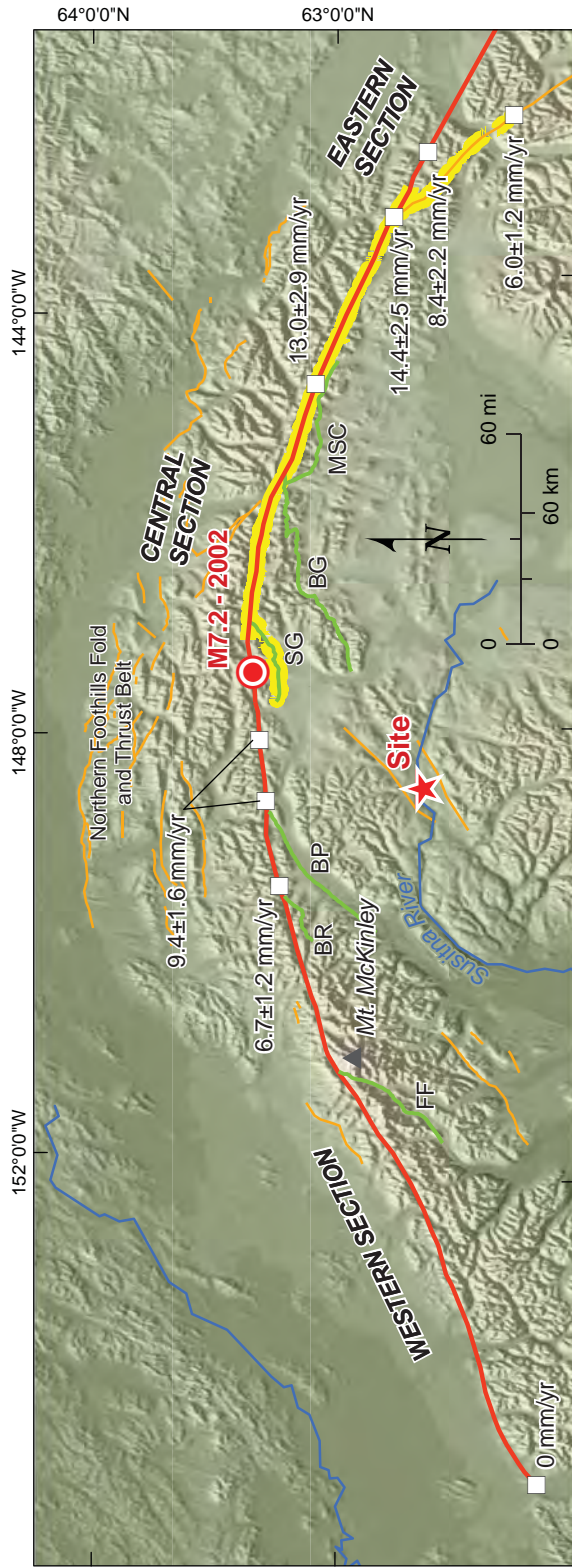 152°0'0"W
148°0'0"W
144°0'0"W
64°0'0"N
63°0'0"N
Northern Foothills Fold
and Thrust Belt
CENTRAL
SECTION
EASTERN
SECTION
WESTERN SECTION
M7.2 - 2002
9.4±1.6 mm/yr
6.7±1.2 mm/yr
13.0±2.9 mm/yr
14.4±2.5 mm/yr
8.4±2.2 mm/yr
6.0±1.2 mm/yr
0 mm/yr
SG
BG
MSC
BP
BR
FF
Mt. McKinley
Susitna River
Site
N
0
60 mi
0
60 km